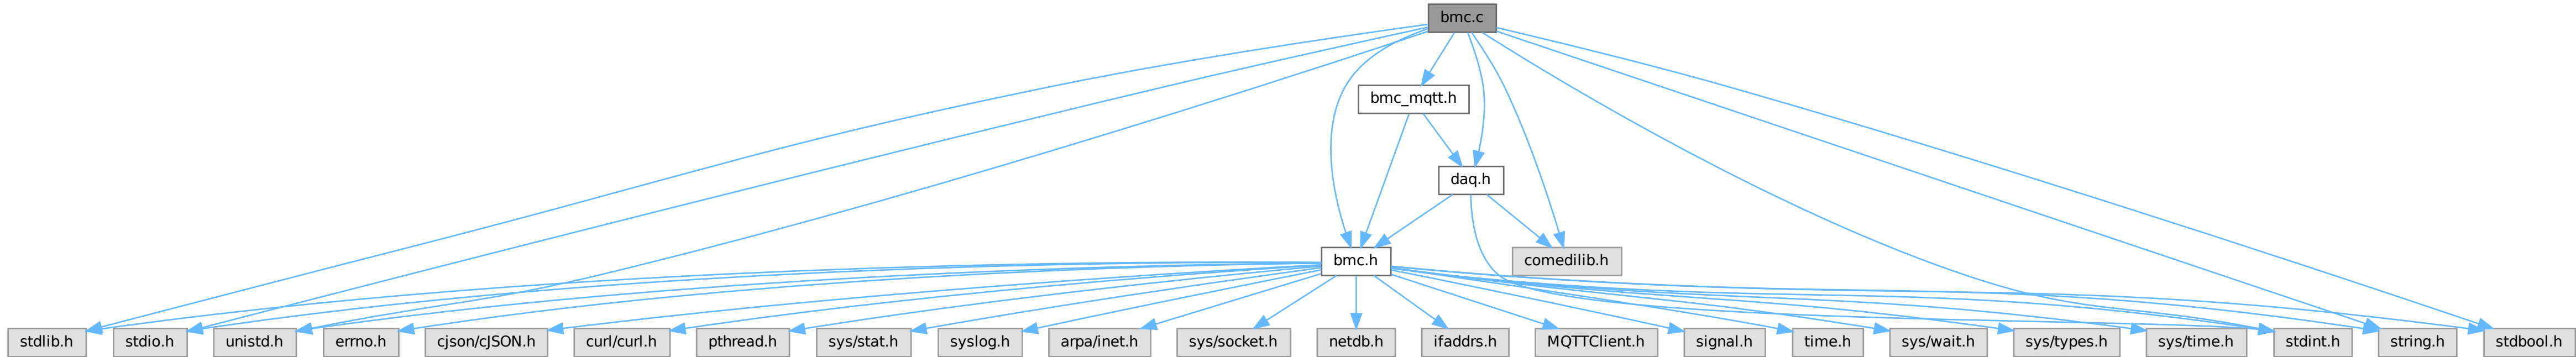 bmc.c
bmc_mqtt.h
daq.h
bmc.h
comedilib.h
stdlib.h
stdio.h
unistd.h
errno.h
cjson/cJSON.h
curl/curl.h
pthread.h
sys/stat.h
syslog.h
arpa/inet.h
sys/socket.h
netdb.h
ifaddrs.h
MQTTClient.h
signal.h
time.h
sys/wait.h
sys/types.h
sys/time.h
stdint.h
string.h
stdbool.h